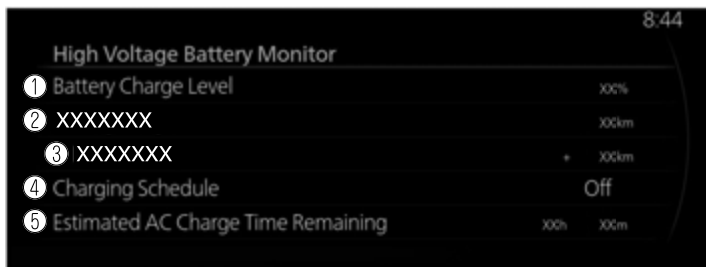 8:44
High Voltage Battery Monitor
① Battery Charge Level XX%
② XXXXXXX XXkm
③ XXXXXXX + XXkm
④ Charging Schedule Off
⑤ Estimated AC Charge Time Remaining XXh XXm